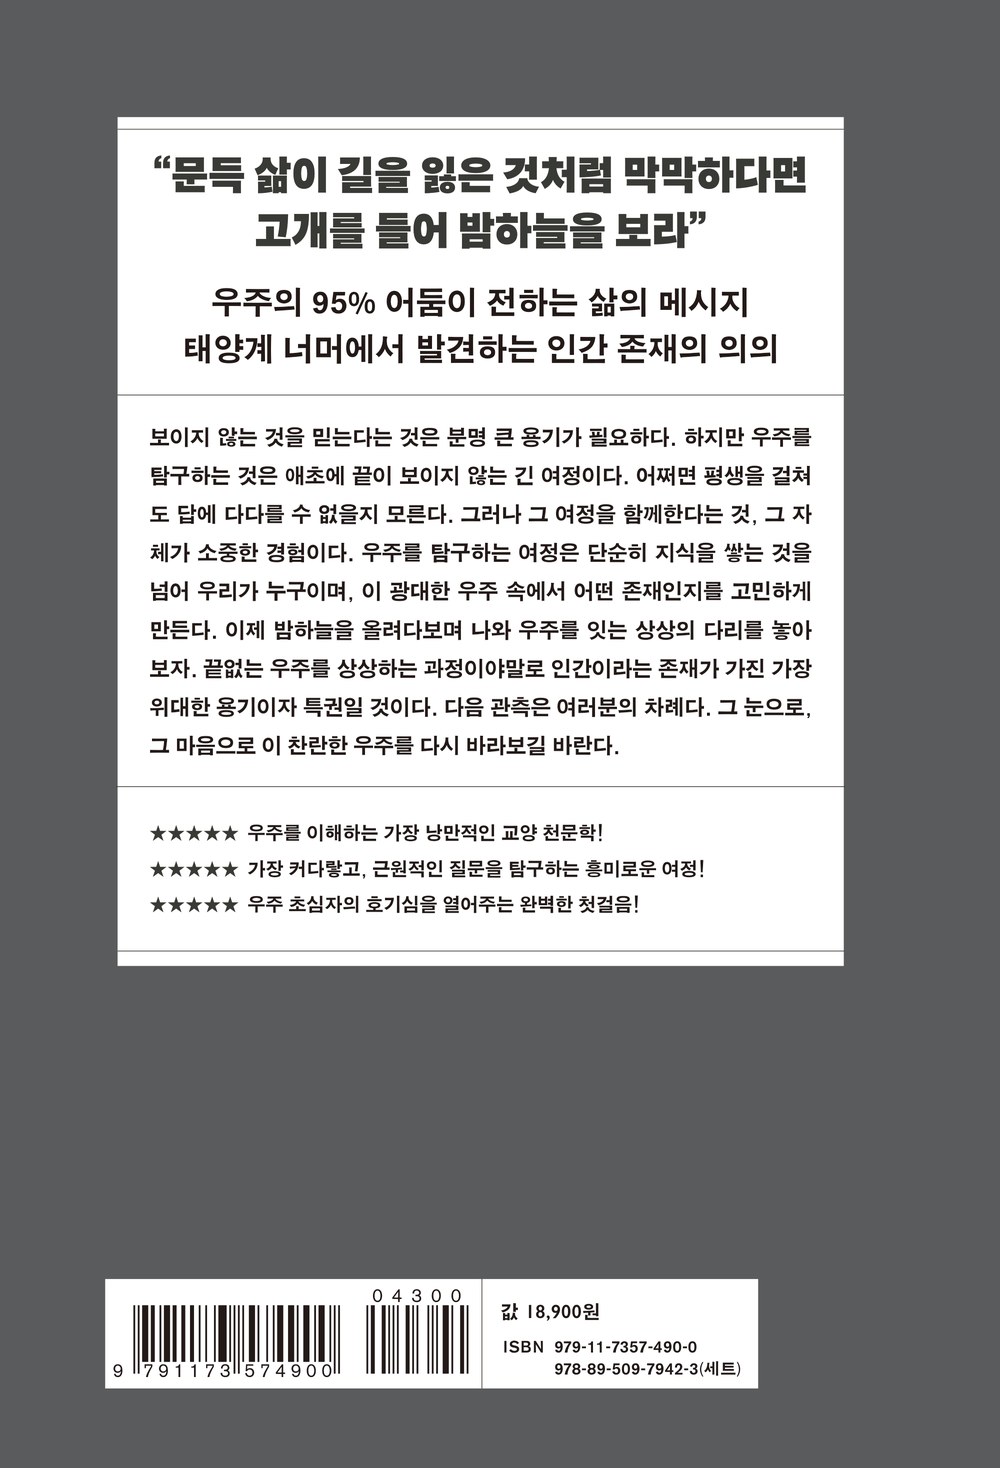 “문득 삶이 길을 잃은 것처럼 막막하다면
고개를 들어 밤하늘을 보라”
우주의 95% 어둠이 전하는 삶의 메시지
태양계 너머에서 발견하는 인간 존재의 의의
보이지 않는 것을 믿는다는 것은 분명 큰 용기가 필요하다. 하지만 우주를
탐구하는 것은 애초에 끝이 보이지 않는 긴 여정이다. 어쩌면 평생을 걸쳐
도 답에 다다를 수 없을지 모른다. 그러나 그 여정을 함께한다는 것, 그 자
체가 소중한 경험이다. 우주를 탐구하는 여정은 단순히 지식을 쌓는 것을
넘어 우리가 누구이며, 이 광대한 우주 속에서 어떤 존재인지를 고민하게
만든다. 이제 밤하늘을 올려다보며 나와 우주를 잇는 상상의 다리를 놓아
보자. 끝없는 우주를 상상하는 과정이야말로 인간이라는 존재가 가진 가장
위대한 용기이자 특권일 것이다. 다음 관측은 여러분의 차례다. 그 눈으로,
그 마음으로 이 찬란한 우주를 다시 바라보길 바란다.
★★★★★ 우주를 이해하는 가장 낭만적인 교양 천문학!
★★★★★ 가장 커다랗고, 근원적인 질문을 탐구하는 흥미로운 여정!
★★★★★ 우주 초심자의 호기심을 열어주는 완벽한 첫걸음!
04300
9 791173 574900
값 18,900원
ISBN 979-11-7357-490-0
978-89-509-7942-3(세트)